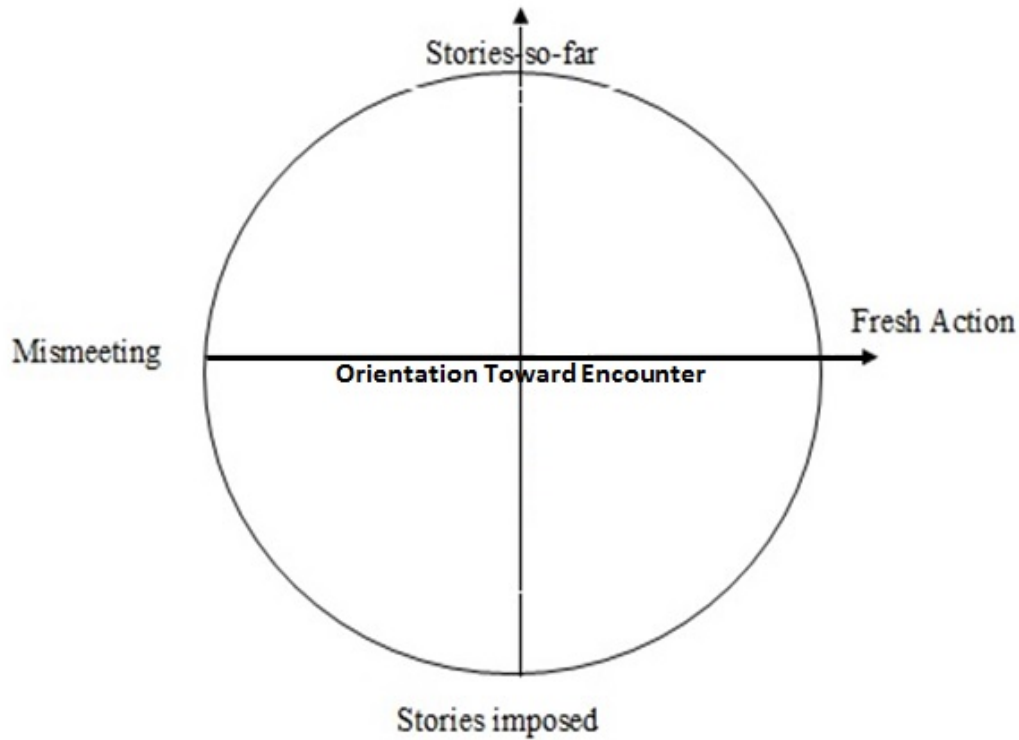 Stories-so-far
Fresh Action
Mismeeting
Orientation Toward Encounter
Stories imposed